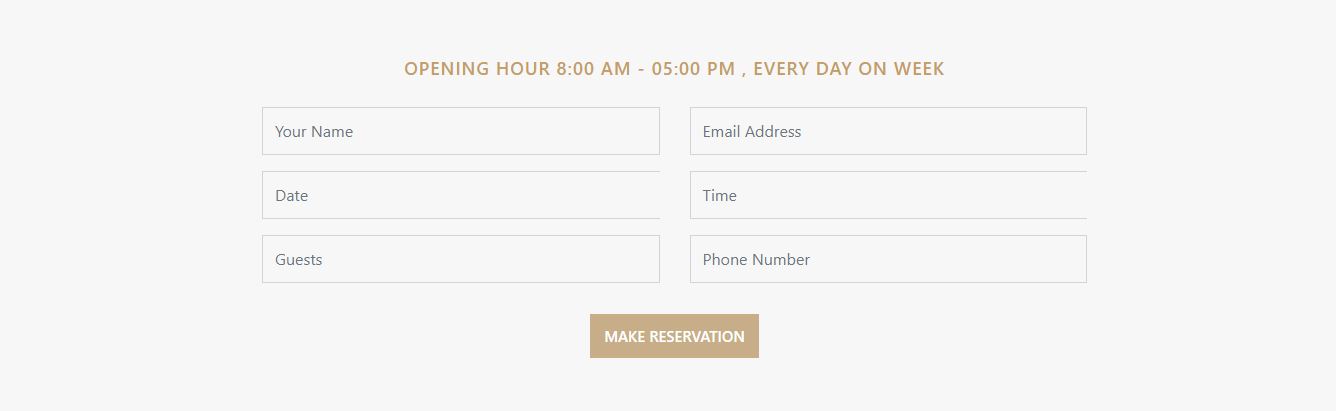 OPENING HOUR 8:00 AM - 05:00 PM , EVERY DAY ON WEEK
Your Name
Email Address
Date
Time
Guests
Phone Number
MAKE RESERVATION